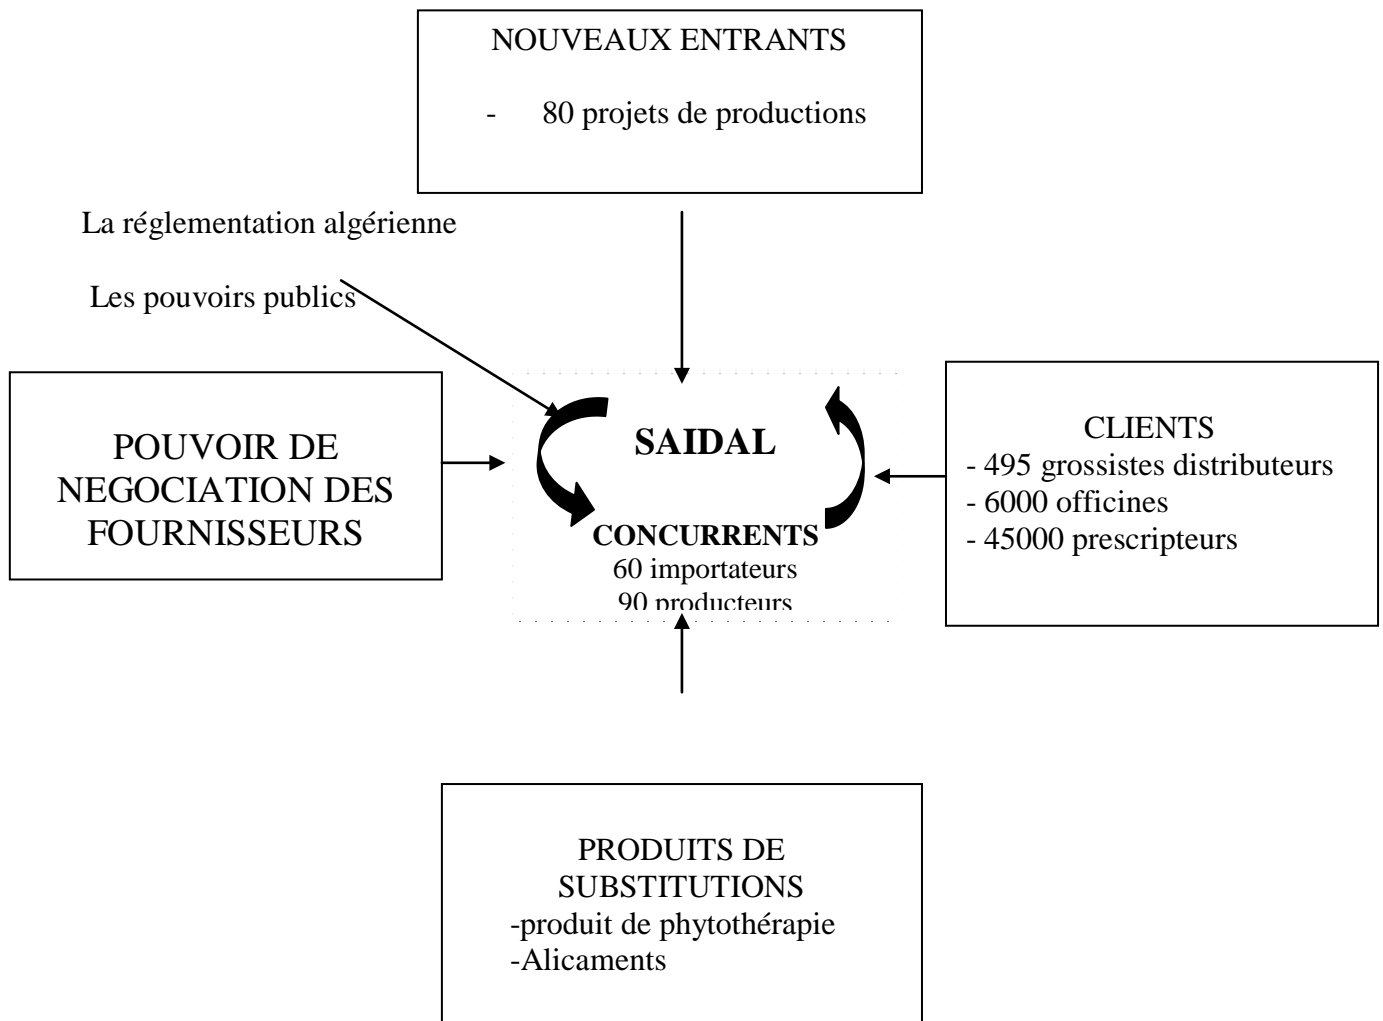 NOUVEAUX ENTRANTS
- 80 projets de productions
La réglementation algérienne
Les pouvoirs publics
POUVOIR DE
NEGOCIATION DES
FOURNISSEURS
SAIDAL
CONCURRENTS
60 importateurs
90 producteurs
CLIENTS
- 495 grossistes distributeurs
- 6000 officines
- 45000 prescripteurs
PRODUITS DE
SUBSTITUTIONS
-produit de phytothérapie
-Alicaments